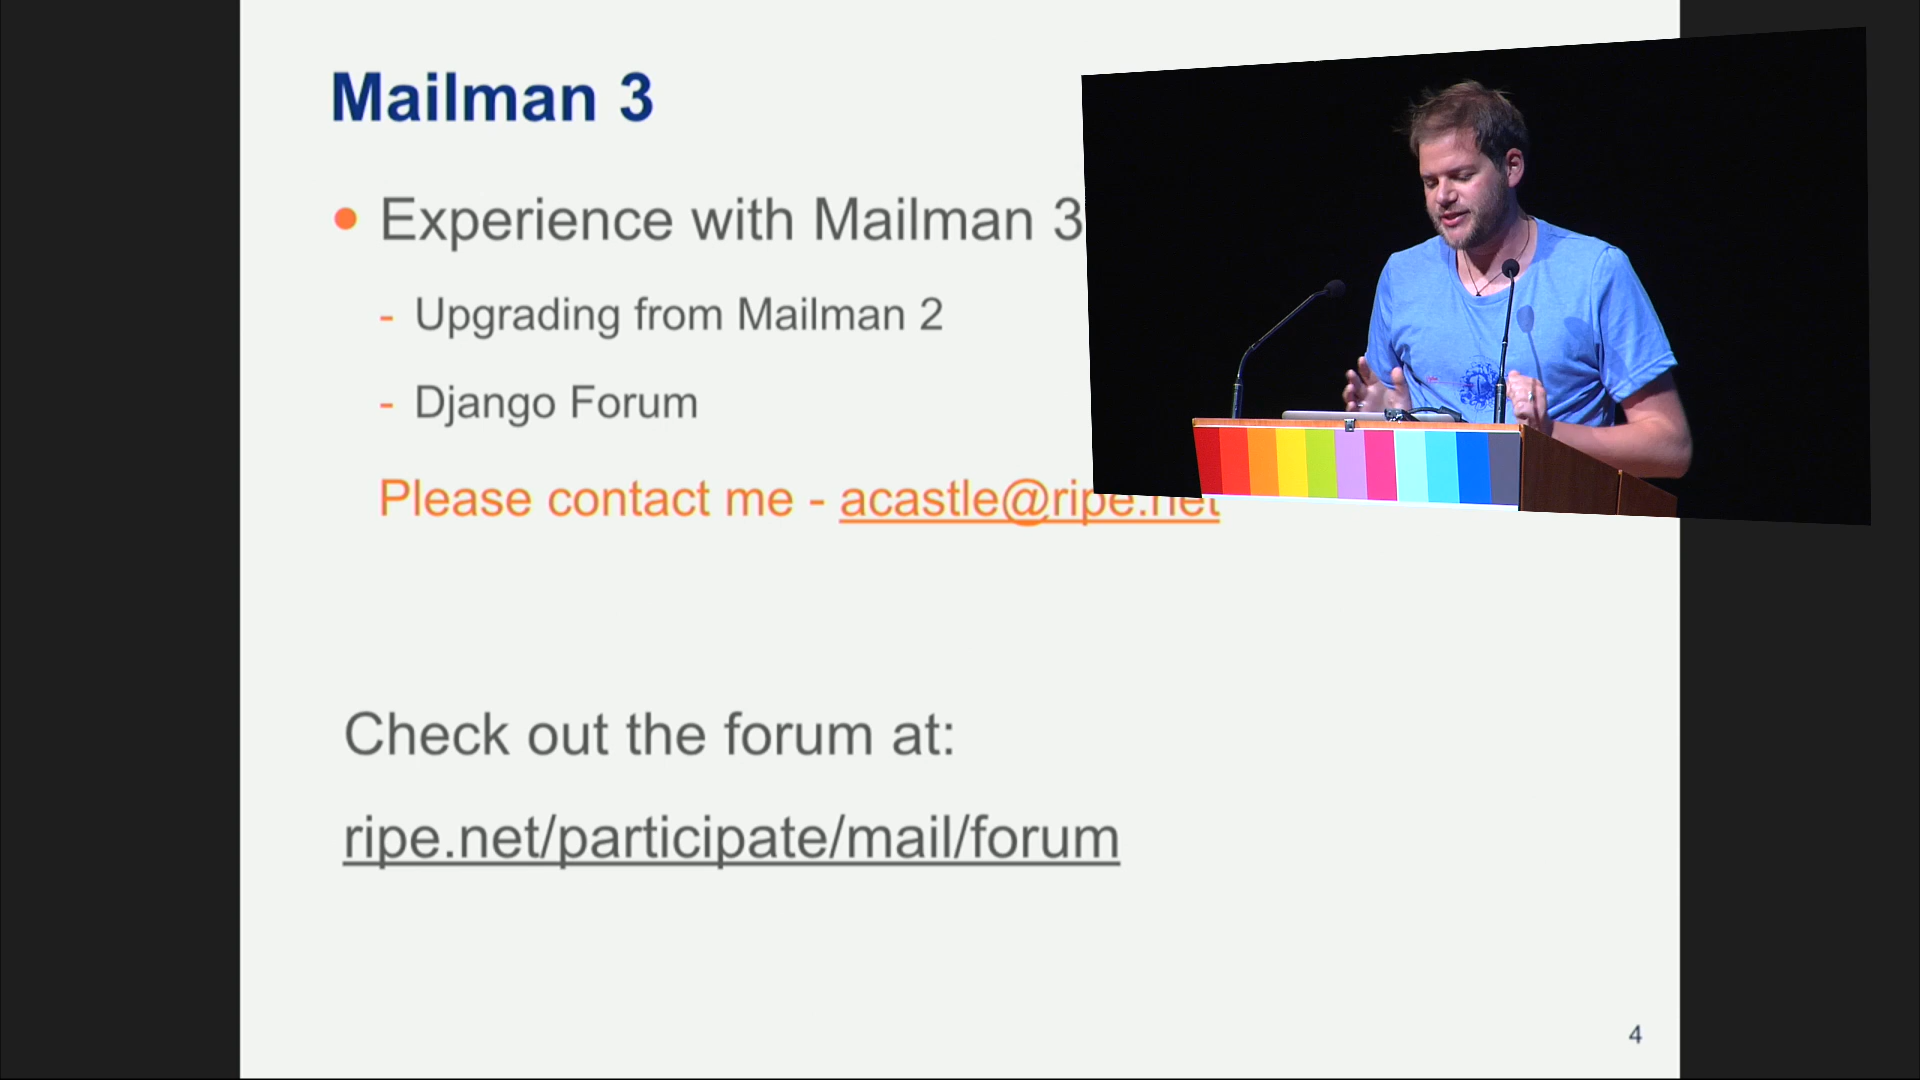 Mailman 3
• Experience with Mailman 3
- Upgrading from Mailman 2
- Django Forum
Please contact me - acastle@ripe.net
Check out the forum at:
ripe.net/participate/mail/forum
4